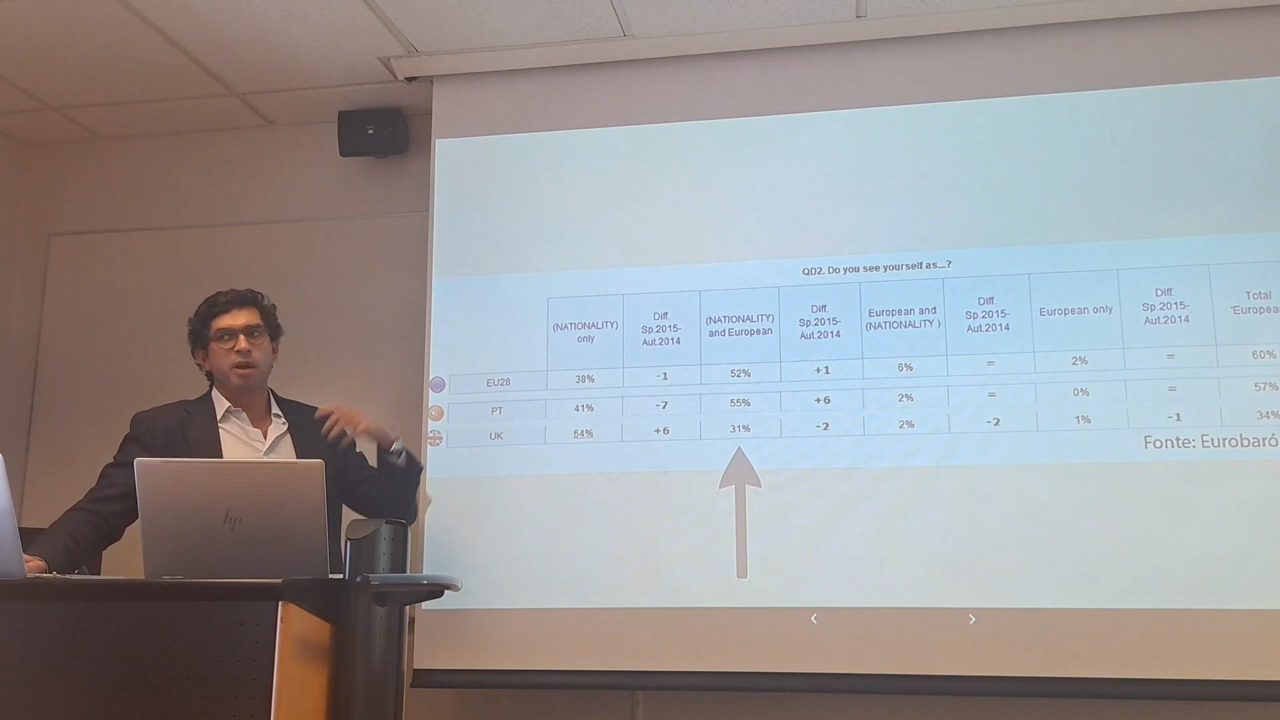 QD2. Do you see yourself as...?
(NATIONALITY) only
Diff. Sp.2015- Aut.2014
(NATIONALITY) and European
Diff. Sp.2015- Aut.2014
European and (NATIONALITY )
Diff. Sp.2015- Aut.2014
European only
Diff. Sp.2015- Aut.2014
Total 'Europea
EU28 38% -1 52% +1 6% = 2% = 60%
PT 41% -7 55% +6 2% = 0% = 57%
UK 64% +6 31% -2 2% -2 1% -1 34%
Fonte: Eurobaró
hp